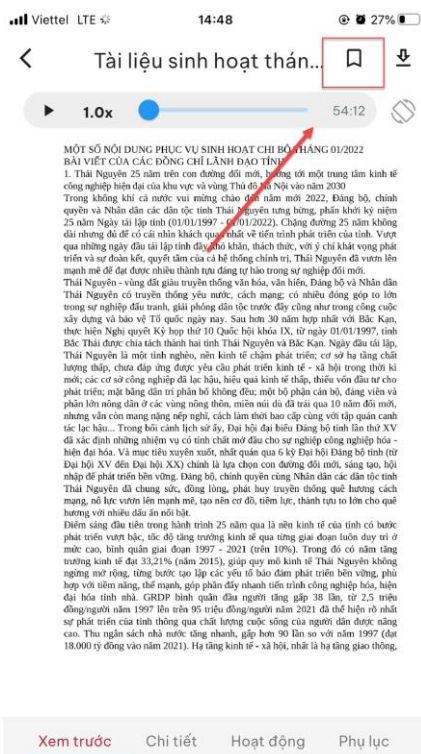 Viettel LTE 14:48 27%
Tài liệu sinh hoạt thán...
1.0x 54:12
MỘT SỐ NỘI DUNG PHỤC VỤ SINH HOẠT CHI BỘ THÁNG 01/2022
BÀI VIẾT CỦA CÁC ĐỒNG CHÍ LÃNH ĐẠO TỈNH
1. Thái Nguyên 25 năm trên con đường đổi mới, hướng tới một trung tâm kinh tế
công nghiệp hiện đại của khu vực và vùng Thủ đô Hà Nội vào năm 2030
Trong không khí cả nước vui mừng chào đón năm mới 2022, Đảng bộ, chính
quyền và Nhân dân các dân tộc tỉnh Thái Nguyên tưng bừng, phấn khởi kỷ niệm
25 năm Ngày tái lập tỉnh (01/01/1997 - 01/01/2022). Chặng đường 25 năm không
dài nhưng đủ để có cái nhìn khách quan nhất về tiến trình phát triển của tỉnh. Vượt
qua những ngày đầu tái lập tỉnh đầy khó khăn, thách thức, với ý chí khát vọng phát
triển và sự đoàn kết, quyết tâm của cả hệ thống chính trị, Thái Nguyên đã vươn lên
mạnh mẽ để đạt được nhiều thành tựu đáng tự hào trong sự nghiệp đổi mới.
Thái Nguyên - vùng đất giàu truyền thống văn hóa, văn hiến, Đảng bộ và Nhân dân
Thái Nguyên có truyền thống yêu nước, cách mạng; có nhiều đóng góp to lớn
trong sự nghiệp đấu tranh, giải phóng dân tộc trước đây cũng như trong công cuộc
xây dựng và bảo vệ Tổ quốc ngày nay. Sau hơn 30 năm hợp nhất với Bắc Kạn,
thực hiện Nghị quyết Kỳ họp thứ 10 Quốc hội khóa IX, từ ngày 01/01/1997, tỉnh
Bắc Thái được chia tách thành hai tỉnh Thái Nguyên và Bắc Kạn. Ngày đầu tái lập,
Thái Nguyên là một tỉnh nghèo, nền kinh tế chậm phát triển; cơ sở hạ tầng chất
lượng thấp, chưa đáp ứng được yêu cầu phát triển kinh tế - xã hội trong thời kì
mới; các cơ sở công nghiệp đã lạc hậu, hiệu quả kinh tế thấp, thiếu vốn đầu tư cho
phát triển; mặt bằng dân trí phân bố không đều; một bộ phận cán bộ, đảng viên và
phần lớn nông dân ở các vùng nông thôn, miền núi dù đã trải qua 10 năm đổi mới,
nhưng vẫn còn mang nặng nếp nghĩ, cách làm thời bao cấp cùng với tập quán canh
tác lạc hậu... Trong bối cảnh lịch sử ấy, Đại hội đại biểu Đảng bộ tỉnh lần thứ XV
đã xác định những nhiệm vụ có tính chất mở đầu cho sự nghiệp công nghiệp hóa -
hiện đại hóa. Và mục tiêu xuyên suốt, nhất quán qua 6 kỳ Đại hội Đảng bộ tỉnh (từ
Đại hội XV đến Đại hội XX) chính là lựa chọn con đường đổi mới, sáng tạo, hội
nhập để phát triển bền vững. Đảng bộ, chính quyền cùng Nhân dân các dân tộc tỉnh
Thái Nguyên đã chung sức, đồng lòng, phát huy truyền thống quê hương cách
mạng, nỗ lực vươn lên mạnh mẽ, tạo nên cơ đồ, tiềm lực, thành tựu to lớn cho quê
hương với nhiều dấu ấn nổi bật.
Điểm sáng đầu tiên trong hành trình 25 năm qua là nền kinh tế của tỉnh có bước
phát triển vượt bậc, tốc độ tăng trưởng kinh tế qua từng giai đoạn luôn duy trì ở
mức cao, bình quân giai đoạn 1997 - 2021 (trên 10%). Trong đó có năm tăng
trưởng kinh tế đạt 33,21% (năm 2015), giúp quy mô kinh tế Thái Nguyên không
ngừng mở rộng, từng bước tạo lập các yếu tố bảo đảm phát triển bền vững, phù
hợp với tiềm năng, thế mạnh, góp phần đẩy nhanh tiến trình công nghiệp hóa, hiện
đại hóa tỉnh nhà. GRDP bình quân đầu người tăng gấp 38 lần, từ 2,5 triệu
đồng/người năm 1997 lên trên 95 triệu đồng/người năm 2021 đã thể hiện rõ nhất
sự phát triển của tỉnh thông qua chất lượng cuộc sống của người dân được nâng
cao. Thu ngân sách nhà nước tăng nhanh, gấp hơn 90 lần so với năm 1997 (đạt
18.000 tỷ đồng vào năm 2021). Hạ tầng kinh tế - xã hội, nhất là hạ tầng giao thông,
Xem trước Chi tiết Hoạt động Phụ lục